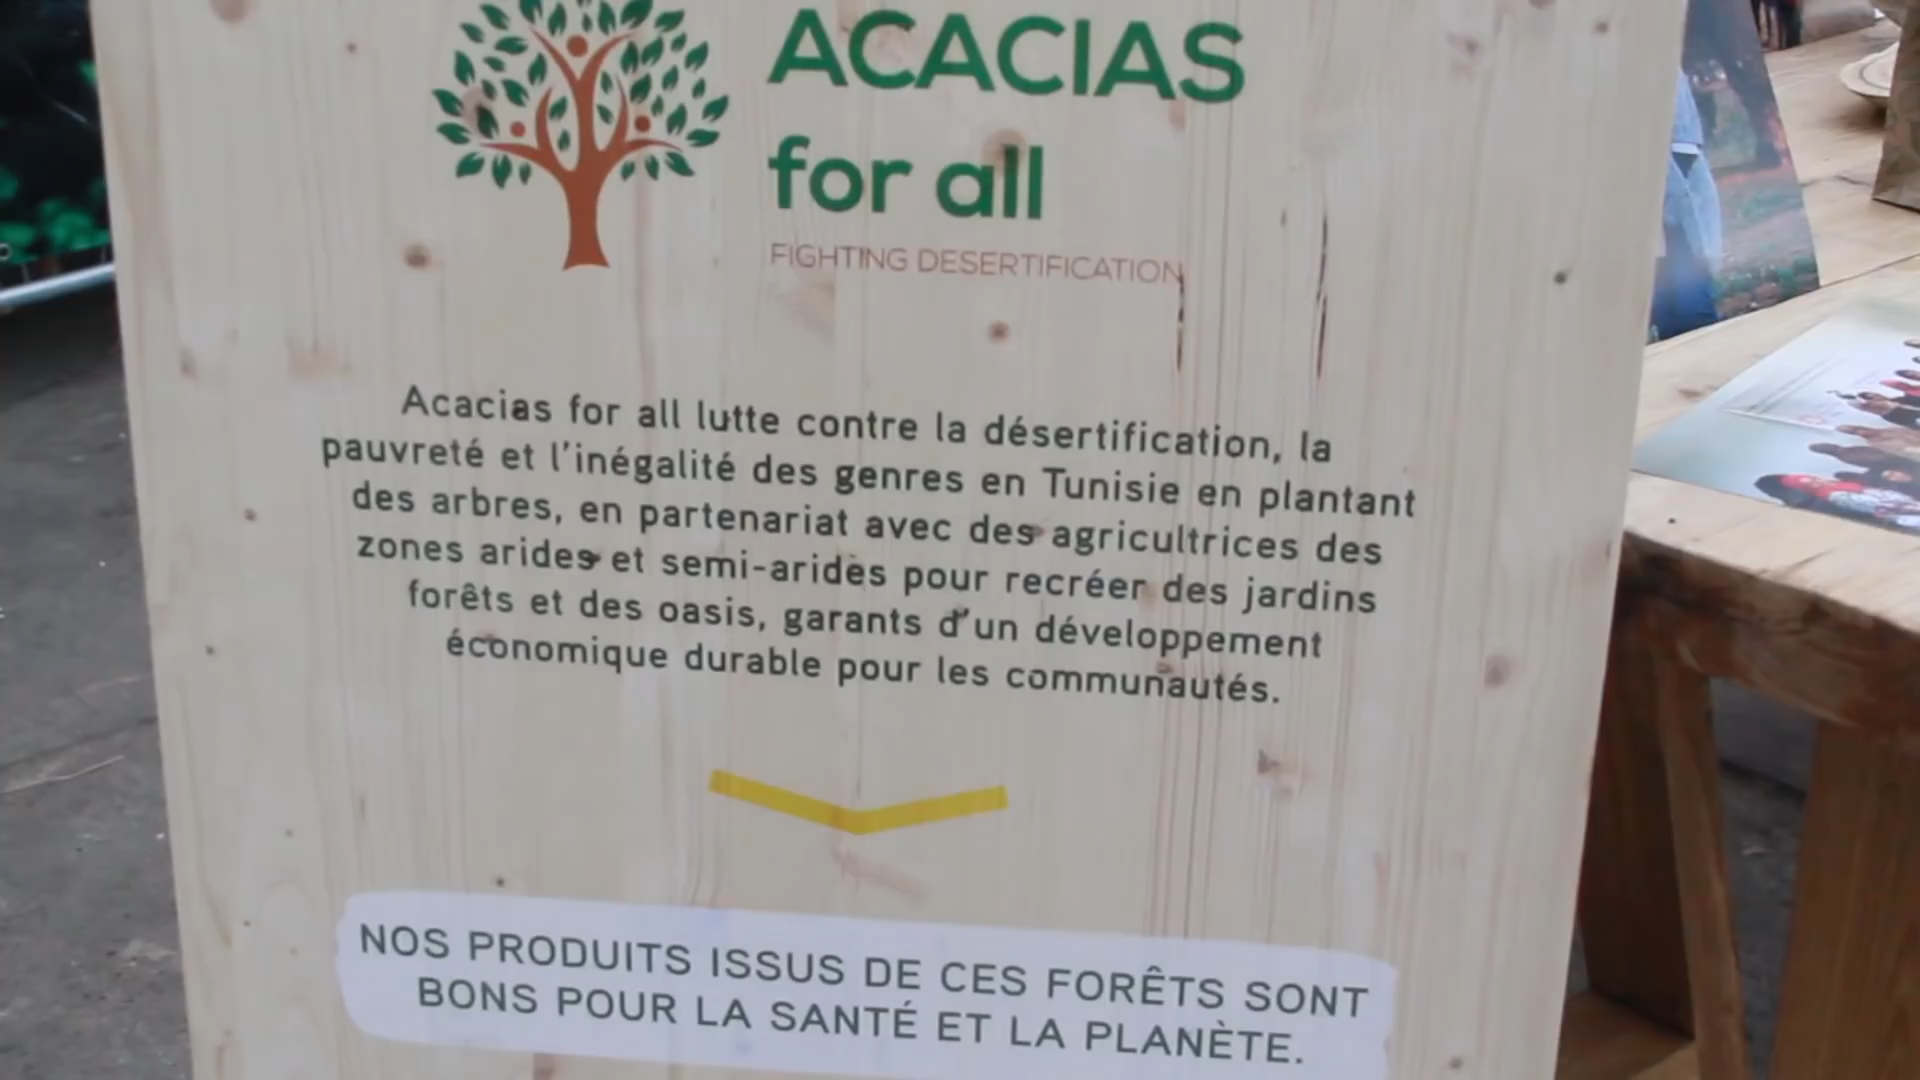 ACACIAS
for all
FIGHTING DESERTIFICATION
Acacias for all lutte contre la désertification, la
pauvreté et l'inégalité des genres en Tunisie en plantant
des arbres, en partenariat avec des agricultrices des
zones arides et semi-arides pour recréer des jardins
forêts et des oasis, garants d'un développement
économique durable pour les communautés.
NOS PRODUITS ISSUS DE CES FORÊTS SONT
BONS POUR LA SANTÉ ET LA PLANÈTE.